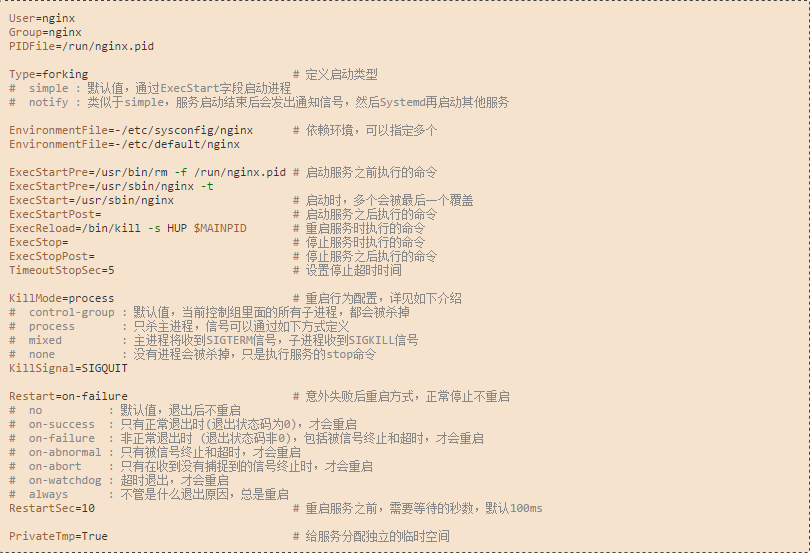 User=nginx
Group=nginx
PIDFile=/run/nginx.pid
Type=forking # 定义启动类型
# simple : 默认值，通过ExecStart字段启动进程
# notify : 类似于simple，服务启动结束后会发出通知信号，然后Systemd再启动其他服务
EnvironmentFile=-/etc/sysconfig/nginx # 依赖环境，可以指定多个
EnvironmentFile=-/etc/default/nginx
ExecStartPre=/usr/bin/rm -f /run/nginx.pid # 启动服务之前执行的命令
ExecStartPre=/usr/sbin/nginx -t
ExecStart=/usr/sbin/nginx # 启动时，多个会被最后一个覆盖
ExecStartPost= # 启动服务之后执行的命令
ExecReload=/bin/kill -s HUP $MAINPID # 重启服务时执行的命令
ExecStop= # 停止服务时执行的命令
ExecStopPost= # 停止服务之后执行的命令
TimeoutStopSec=5 # 设置停止超时时间
KillMode=process # 重启行为配置，详见如下介绍
# control-group : 默认值，当前控制组里面的所有子进程，都会被杀掉
# process : 只杀主进程，信号可以通过如下方式定义
# mixed : 主进程将收到SIGTERM信号，子进程收到SIGKILL信号
# none : 没有进程会被杀掉，只是执行服务的stop命令
KillSignal=SIGQUIT
Restart=on-failure # 意外失败后重启方式，正常停止不重启
# no : 默认值，退出后不重启
# on-success : 只有正常退出时(退出状态码为0)，才会重启
# on-failure : 非正常退出时 (退出状态码非0)，包括被信号终止和超时，才会重启
# on-abnormal : 只有被信号终止和超时，才会重启
# on-abort : 只有在收到没有捕捉到的信号终止时，才会重启
# on-watchdog : 超时退出，才会重启
# always : 不管是什么退出原因，总是重启
RestartSec=10 # 重启服务之前，需要等待的秒数，默认100ms
PrivateTmp=True # 给服务分配独立的临时空间